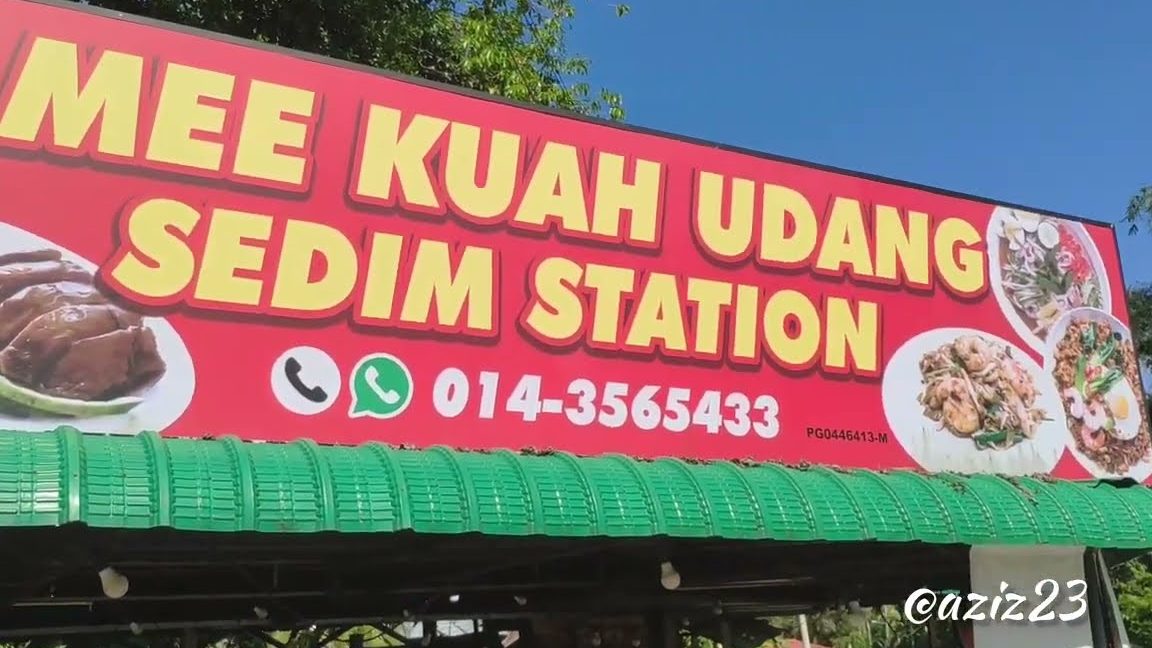 MEE KUAH UDANG
SEDIM STATION
014-3565433
PG0446413-M
@aziz23